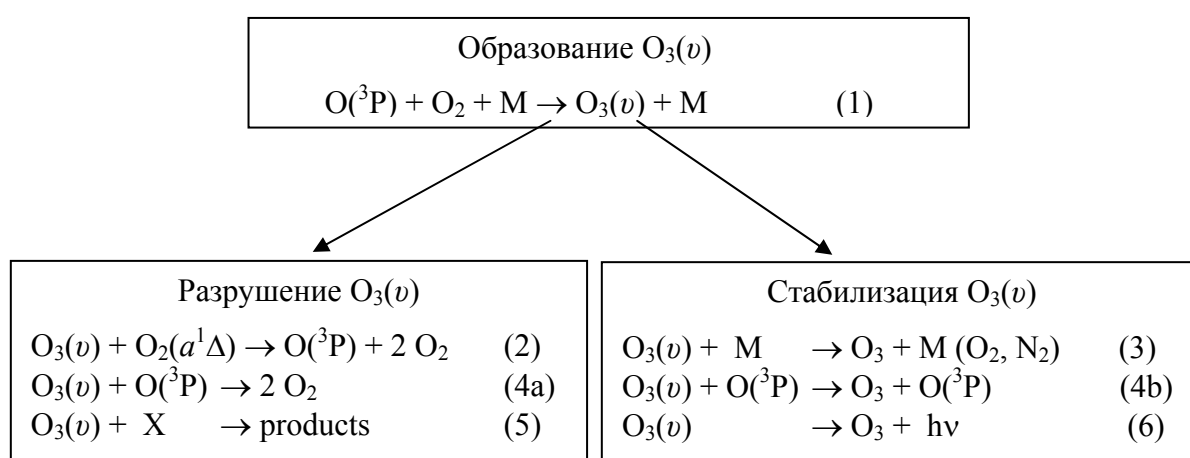 Образование O₃(υ)
O(³P) + O₂ + M → O₃(υ) + M (1)
Разрушение O₃(υ)
O₃(υ) + O₂(a¹Δ) → O(³P) + 2 O₂ (2)
O₃(υ) + O(³P) → 2 O₂ (4a)
O₃(υ) + X → products (5)
Стабилизация O₃(υ)
O₃(υ) + M → O₃ + M (O₂, N₂) (3)
O₃(υ) + O(³P) → O₃ + O(³P) (4b)
O₃(υ) → O₃ + hν (6)